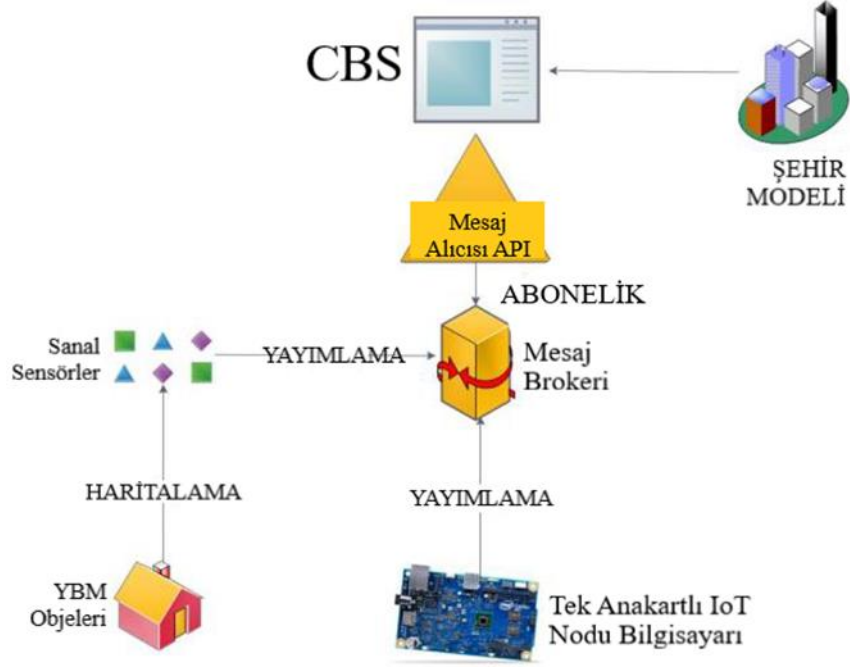 CBS
ŞEHİR
MODELİ
Mesaj
Alıcısı API
ABONELİK
Sanal
Sensörler
YAYIMLAMA
Mesaj
Brokeri
HARİTALAMA
YAYIMLAMA
YBM
Objeleri
Tek Anakartlı IoT
Nodu Bilgisayarı